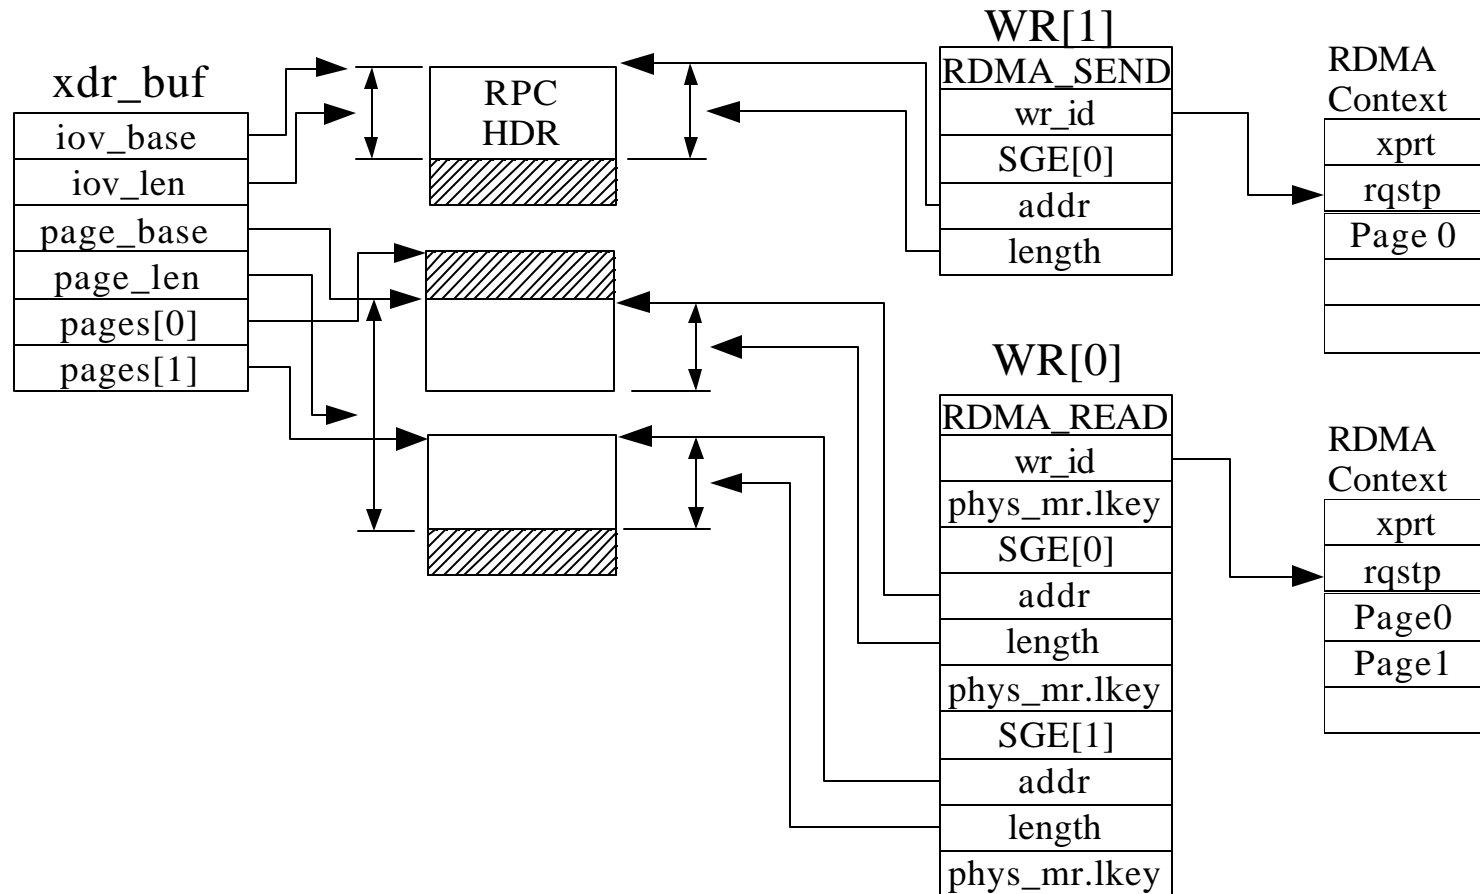 xdr_buf
iov_base
iov_len
page_base
page_len
pages[0]
pages[1]
RPC
HDR
WR[1]
RDMA_SEND
wr_id
SGE[0]
addr
length
RDMA
Context
xprt
rqstp
Page 0
WR[0]
RDMA_READ
wr_id
phys_mr.lkey
SGE[0]
addr
length
phys_mr.lkey
SGE[1]
addr
length
phys_mr.lkey
RDMA
Context
xprt
rqstp
Page0
Page1